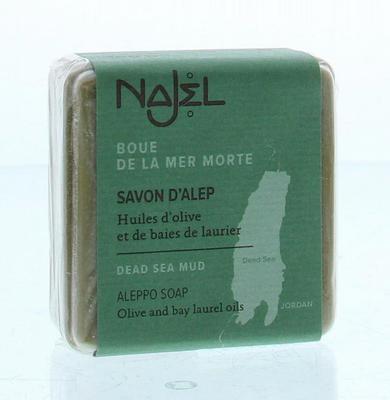 NAJEL
BOUE
DE LA MER MORTE
SAVON D'ALEP
Huiles d'olive
et de baies de laurier
Dead Sea
DEAD SEA MUD
ALEPPO SOAP
Olive and bay laurel oils
JORDAN